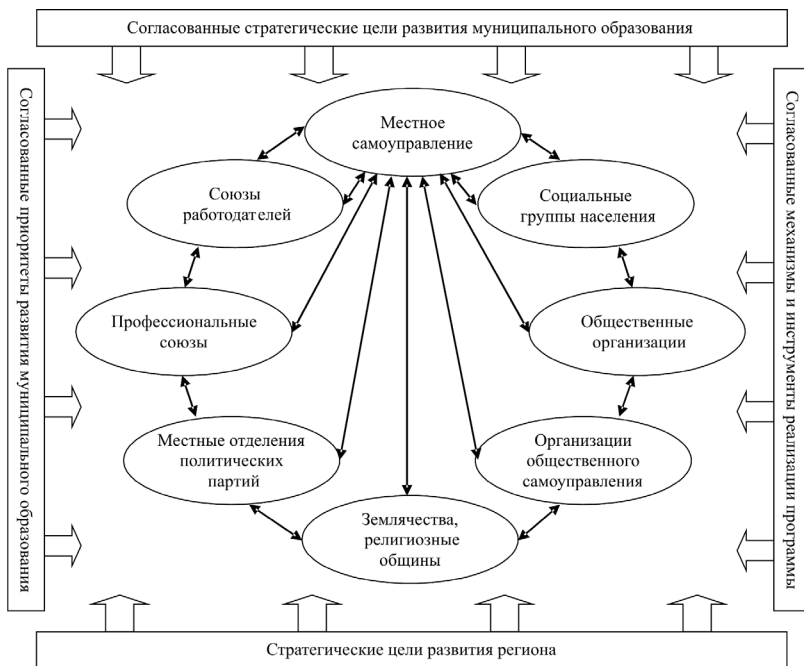 Согласованные стратегические цели развития муниципального образования
Согласованные приоритеты развития муниципального образования
Местное
самоуправление
Союзы
работодателей
Социальные
группы населения
Профессиональные
союзы
Общественные
организации
Местные отделения
политических
партий
Организации
общественного
самоуправления
Землячества,
религиозные
общины
Согласованные механизмы и инструменты реализации программы
Стратегические цели развития региона